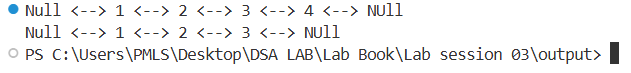 Null <--> 1 <--> 2 <--> 3 <--> 4 <--> NUll
Null <--> 1 <--> 2 <--> 3 <--> NUll
PS C:\Users\PMLS\Desktop\DSA LAB\Lab Book\Lab session 03\output>